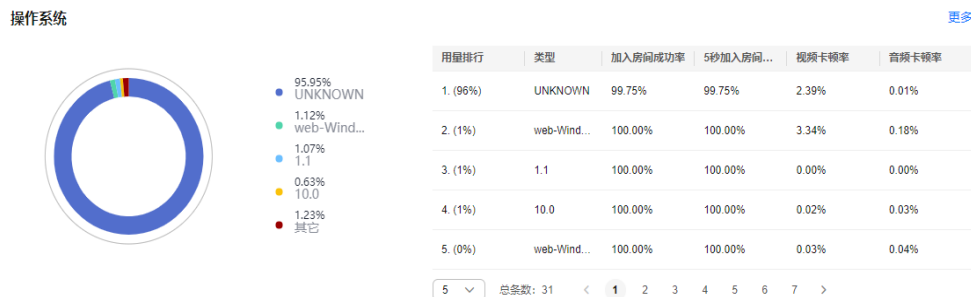 操作系统
更多
95.95%
UNKNOWN
1.12%
web-Wind...
1.07%
1.1
0.63%
10.0
1.23%
其它
用量排行 类型 加入房间成功率 5秒加入房间... 视频卡顿率 音频卡顿率
1. (96%) UNKNOWN 99.75% 99.75% 2.39% 0.01%
2. (1%) web-Wind... 100.00% 100.00% 3.34% 0.18%
3. (1%) 1.1 100.00% 100.00% 0.00% 0.00%
4. (1%) 10.0 100.00% 100.00% 0.02% 0.03%
5. (0%) web-Wind... 100.00% 100.00% 0.03% 0.04%
5 总条数: 31 < 1 2 3 4 5 6 7 >